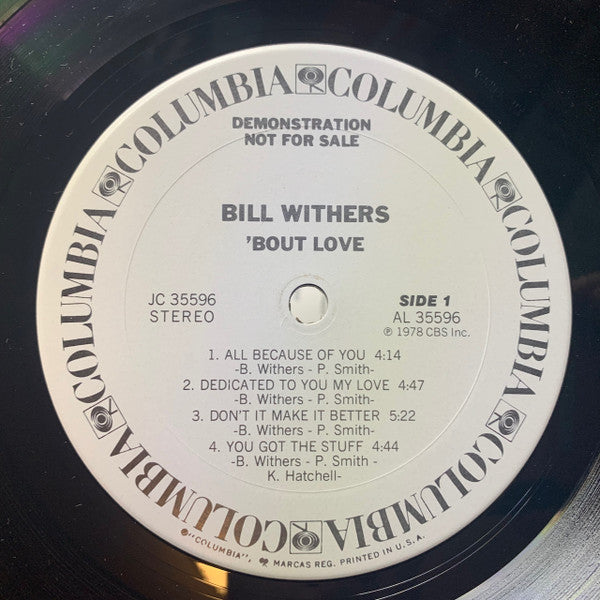 COLUMBIA COLUMBIA COLUMBIA COLUMBIA COLUMBIA COLUMBIA
DEMONSTRATION
NOT FOR SALE
BILL WITHERS
'BOUT LOVE
JC 35596 SIDE 1
STEREO AL 35596
℗ 1978 CBS Inc.
1. ALL BECAUSE OF YOU 4:14
-B. Withers - P. Smith-
2. DEDICATED TO YOU MY LOVE 4:47
-B. Withers - P. Smith-
3. DON'T IT MAKE IT BETTER 5:22
-B. Withers - P. Smith-
4. YOU GOT THE STUFF 4:44
-B. Withers - P. Smith -
K. Hatchell-
"COLUMBIA", MARCAS REG. PRINTED IN U.S.A.